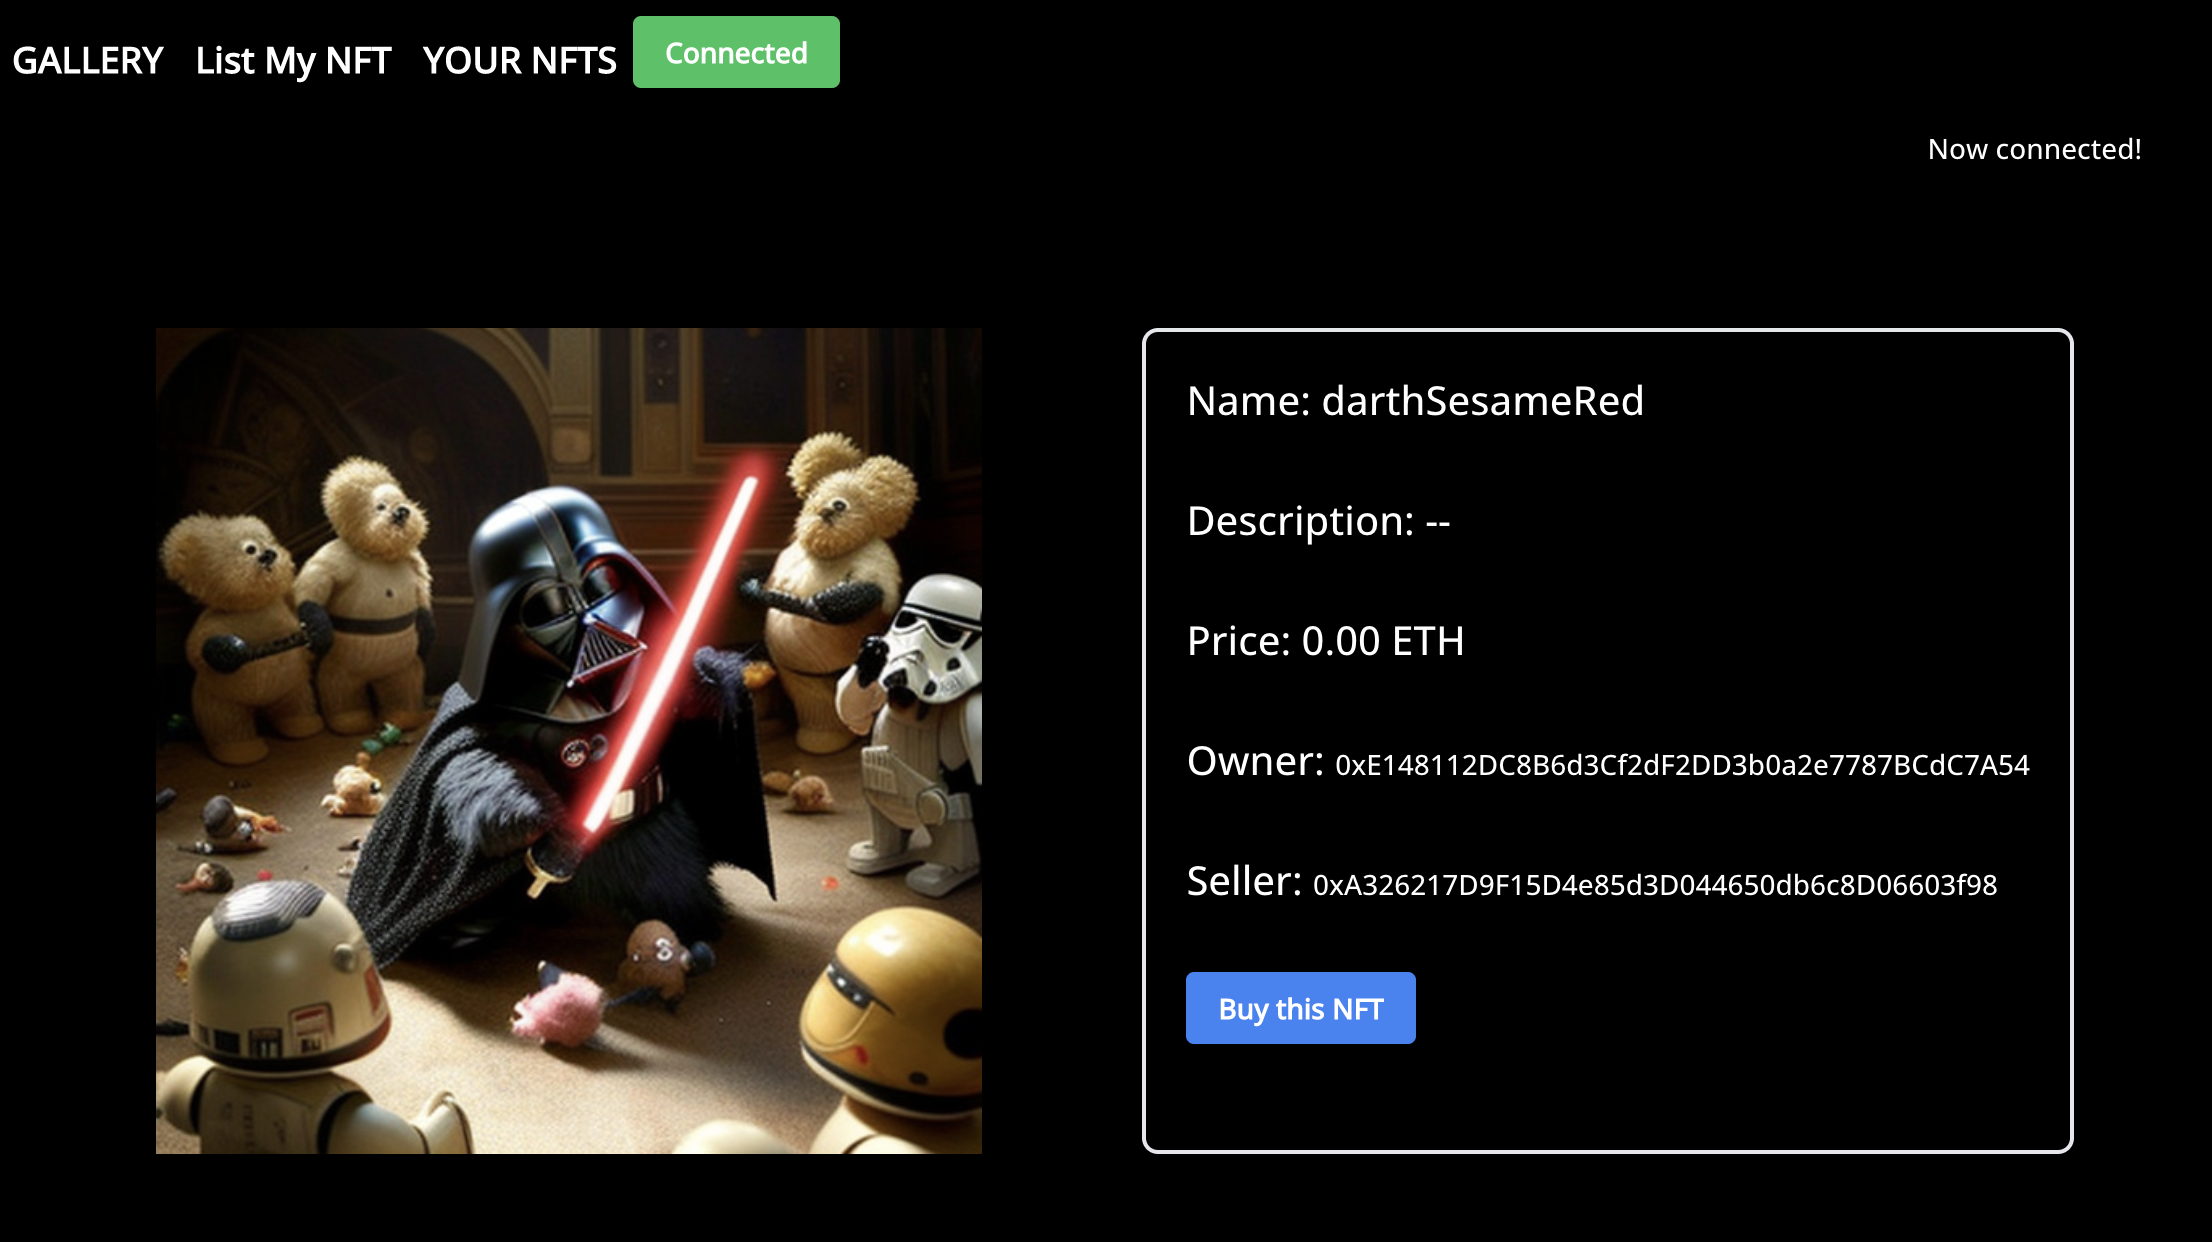 GALLERY List My NFT YOUR NFTS Connected
Now connected!
Name: darthSesameRed
Description: --
Price: 0.00 ETH
Owner: 0xE148112DC8B6d3Cf2dF2DD3b0a2e7787BCdC7A54
Seller: 0xA326217D9F15D4e85d3D044650db6c8D06603f98
Buy this NFT